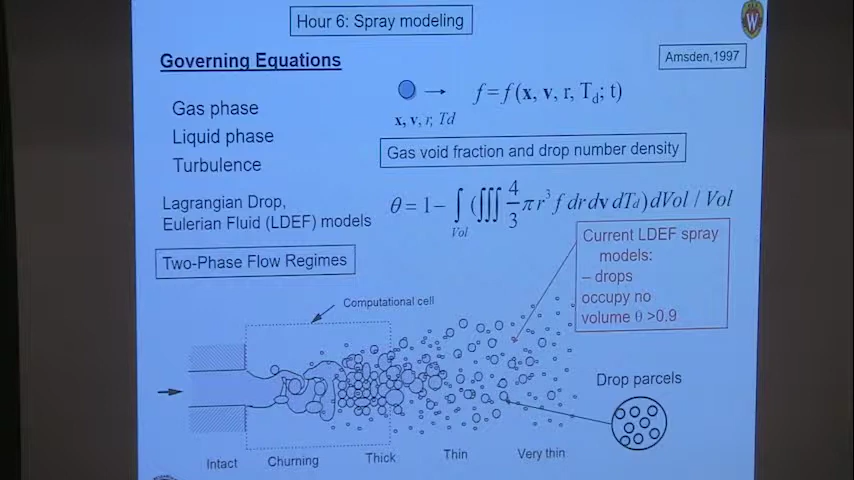 Hour 6: Spray modeling
W
Governing Equations
Amsden,1997
Gas phase
Liquid phase
Turbulence
x, v, r, Td
f = f(x, v, r, T_d; t)
Gas void fraction and drop number density
Lagrangian Drop,
Eulerian Fluid (LDEF) models
θ = 1 − ∫_Vol (∭ 4/3 π r³ f dr dv dT_d) dVol / Vol
Two-Phase Flow Regimes
Current LDEF spray
models:
– drops
occupy no
volume θ >0.9
Computational cell
Drop parcels
Intact Churning Thick Thin Very thin